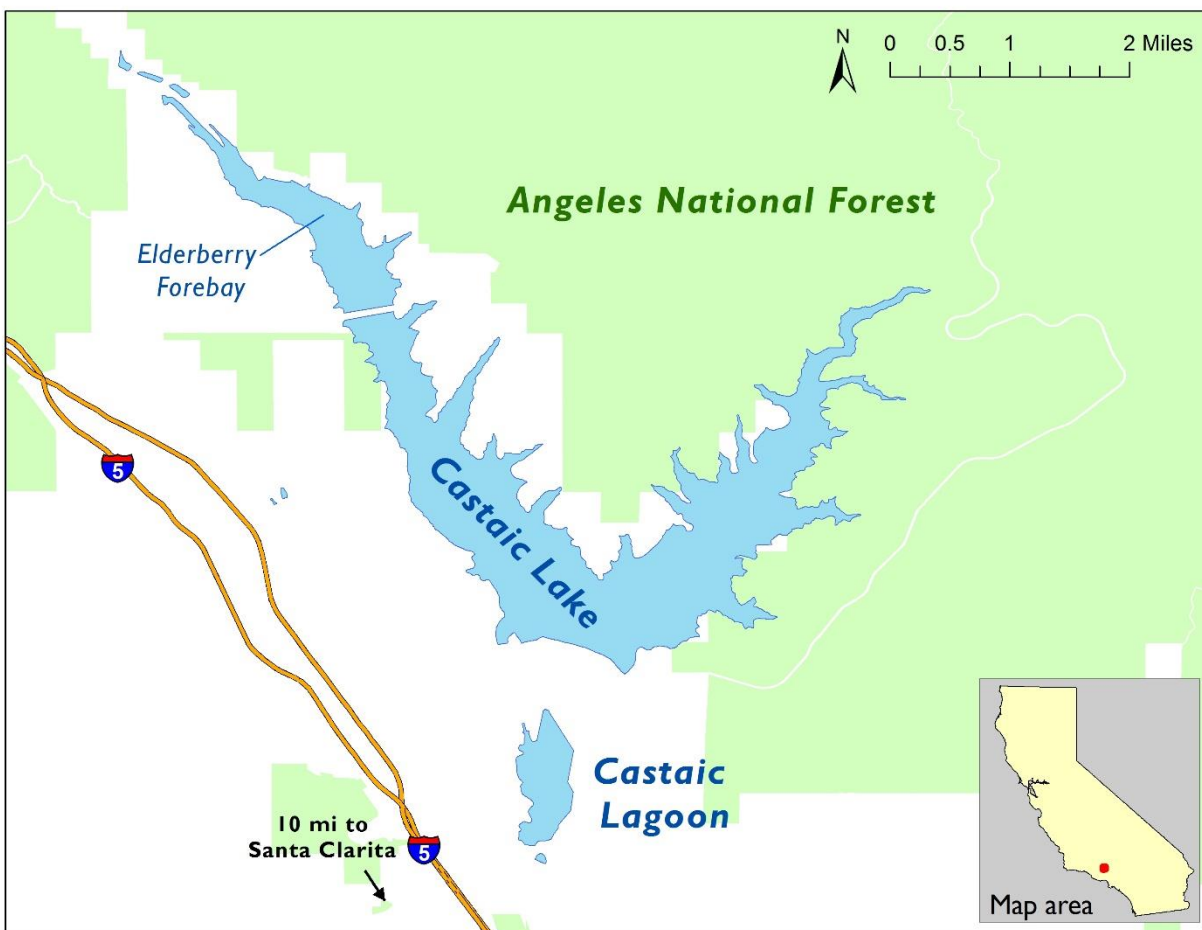 N
0 0.5 1 2 Miles
Angeles National Forest
Elderberry
Forebay
5
Castaic Lake
Castaic
Lagoon
10 mi to
Santa Clarita
5
Map area